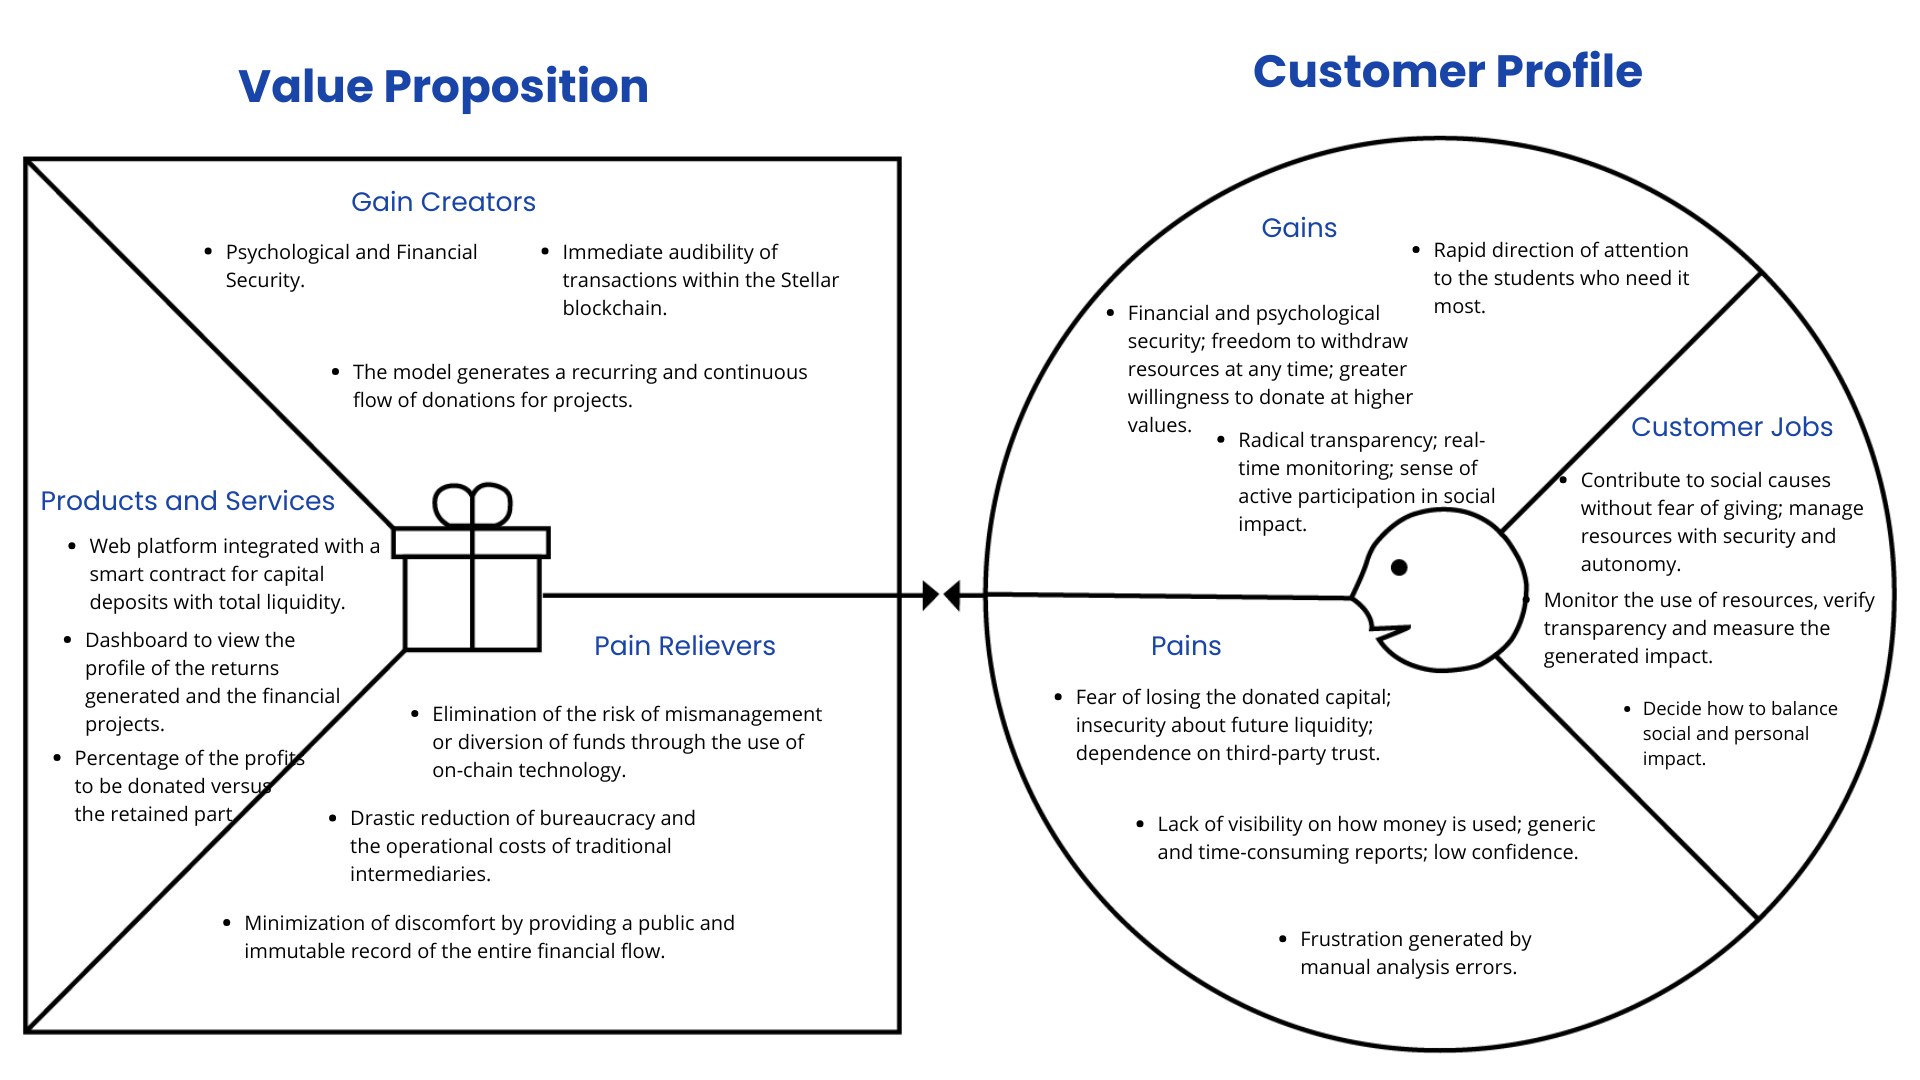 Value Proposition
Gain Creators
• Psychological and Financial
Security.
• Immediate audibility of
transactions within the Stellar
blockchain.
• The model generates a recurring and continuous
flow of donations for projects.
Products and Services
• Web platform integrated with a
smart contract for capital
deposits with total liquidity.
• Dashboard to view the
profile of the returns
generated and the financial
projects.
• Percentage of the profits
to be donated versus
the retained part.
Pain Relievers
• Elimination of the risk of mismanagement
or diversion of funds through the use of
on-chain technology.
• Drastic reduction of bureaucracy and
the operational costs of traditional
intermediaries.
• Minimization of discomfort by providing a public and
immutable record of the entire financial flow.
Customer Profile
Gains
• Rapid direction of attention
to the students who need it
most.
• Financial and psychological
security; freedom to withdraw
resources at any time; greater
willingness to donate at higher
values.
• Radical transparency; real-
time monitoring; sense of
active participation in social
impact.
Customer Jobs
• Contribute to social causes
without fear of giving; manage
resources with security and
autonomy.
• Monitor the use of resources, verify
transparency and measure the
generated impact.
• Decide how to balance
social and personal
impact.
Pains
• Fear of losing the donated capital;
insecurity about future liquidity;
dependence on third-party trust.
• Lack of visibility on how money is used; generic
and time-consuming reports; low confidence.
• Frustration generated by
manual analysis errors.